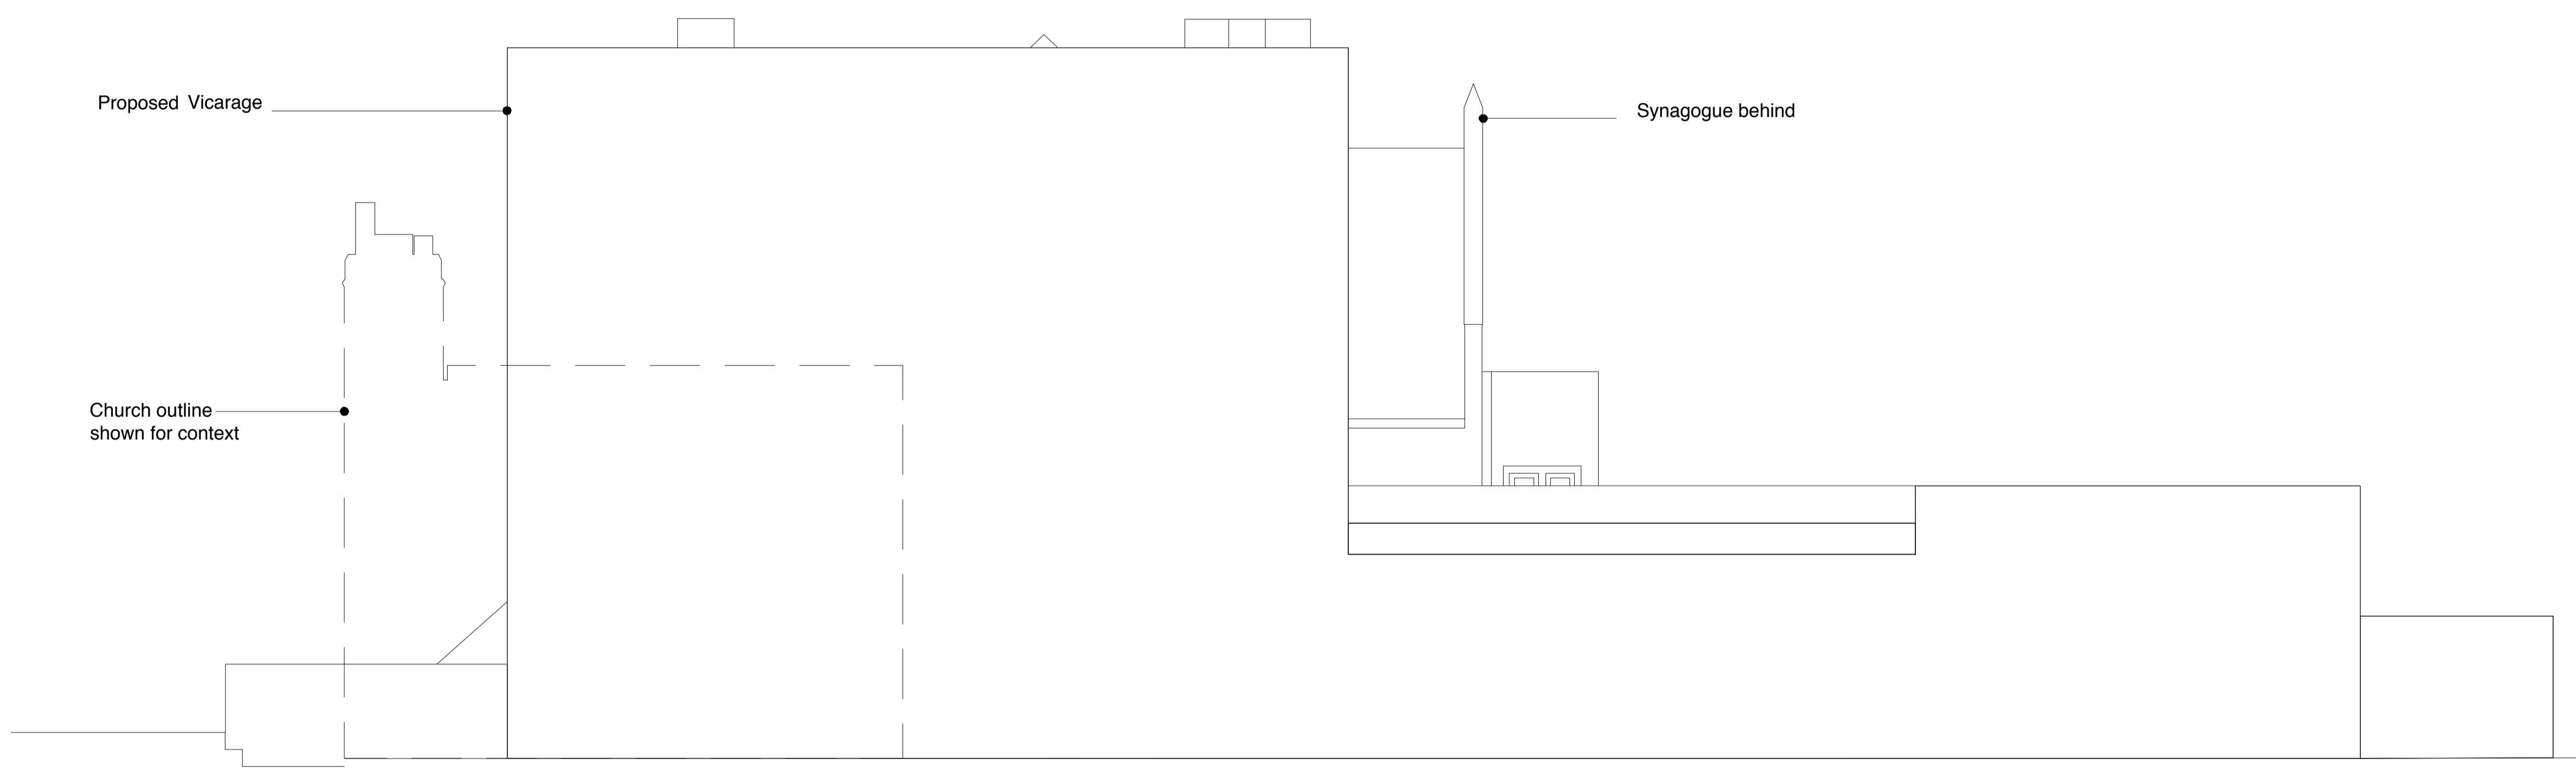 Proposed Vicarage
Synagogue behind
Church outline
shown for context